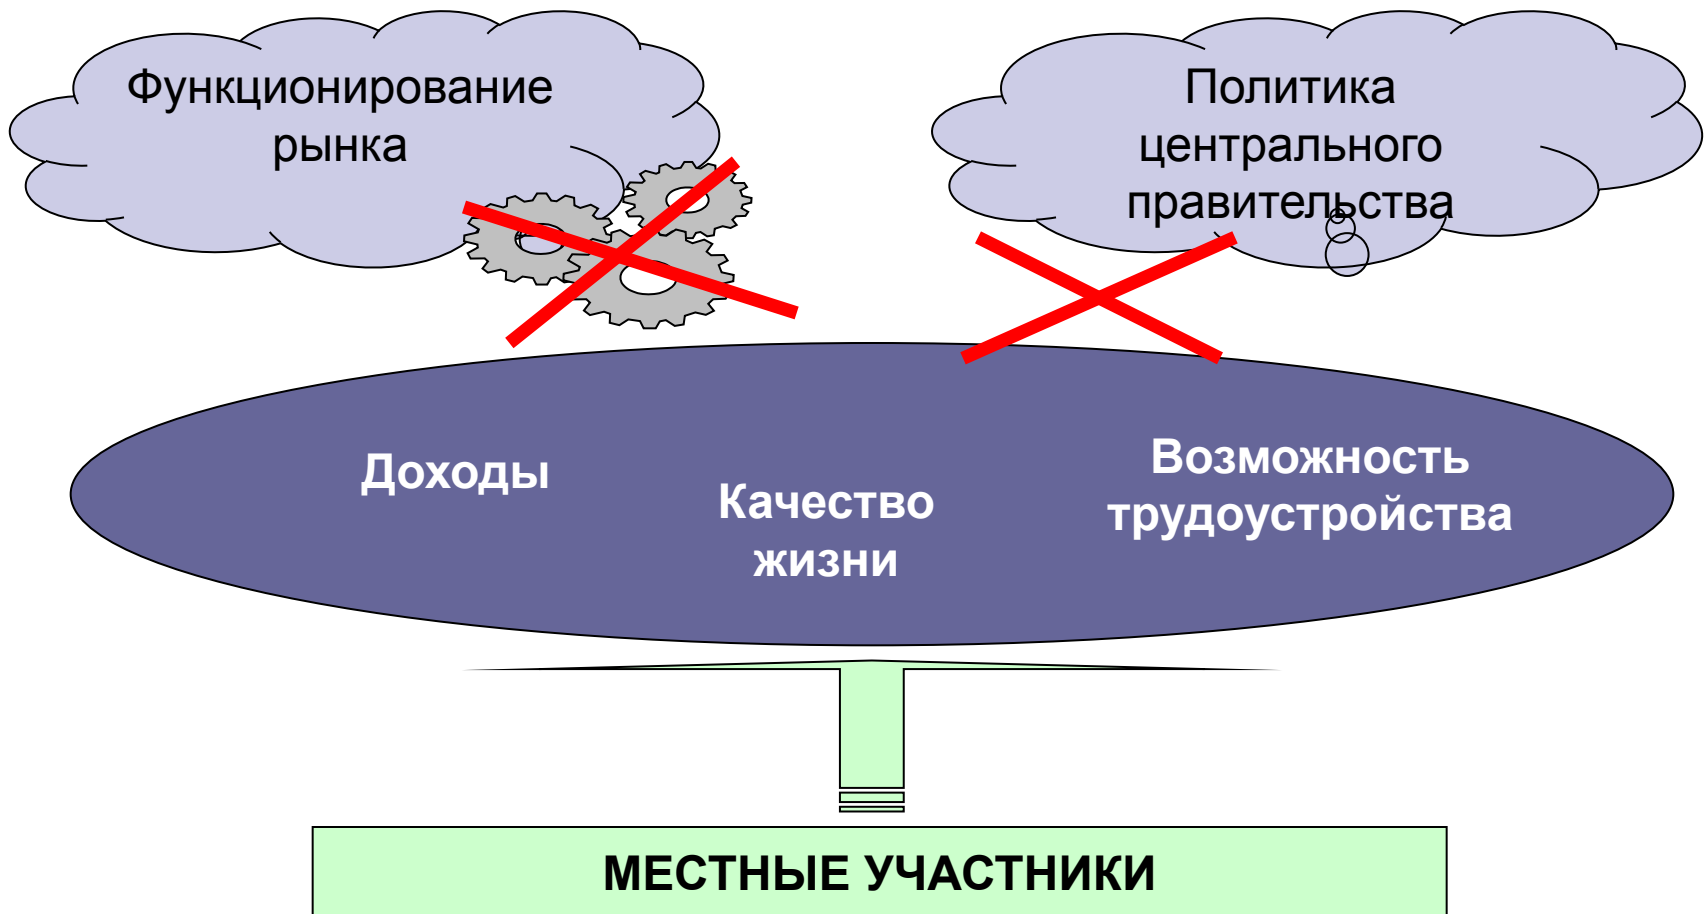 Функционирование
рынка
Политика
центрального
правительства
Доходы
Качество
жизни
Возможность
трудоустройства
МЕСТНЫЕ УЧАСТНИКИ